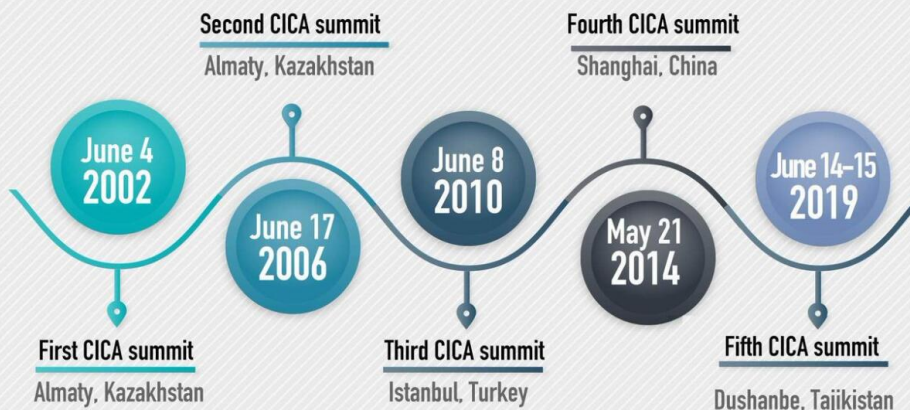 June 4
2002
First CICA summit
Almaty, Kazakhstan
Second CICA summit
Almaty, Kazakhstan
June 17
2006
June 8
2010
Third CICA summit
Istanbul, Turkey
Fourth CICA summit
Shanghai, China
May 21
2014
June 14-15
2019
Fifth CICA summit
Dushanbe, Tajikistan